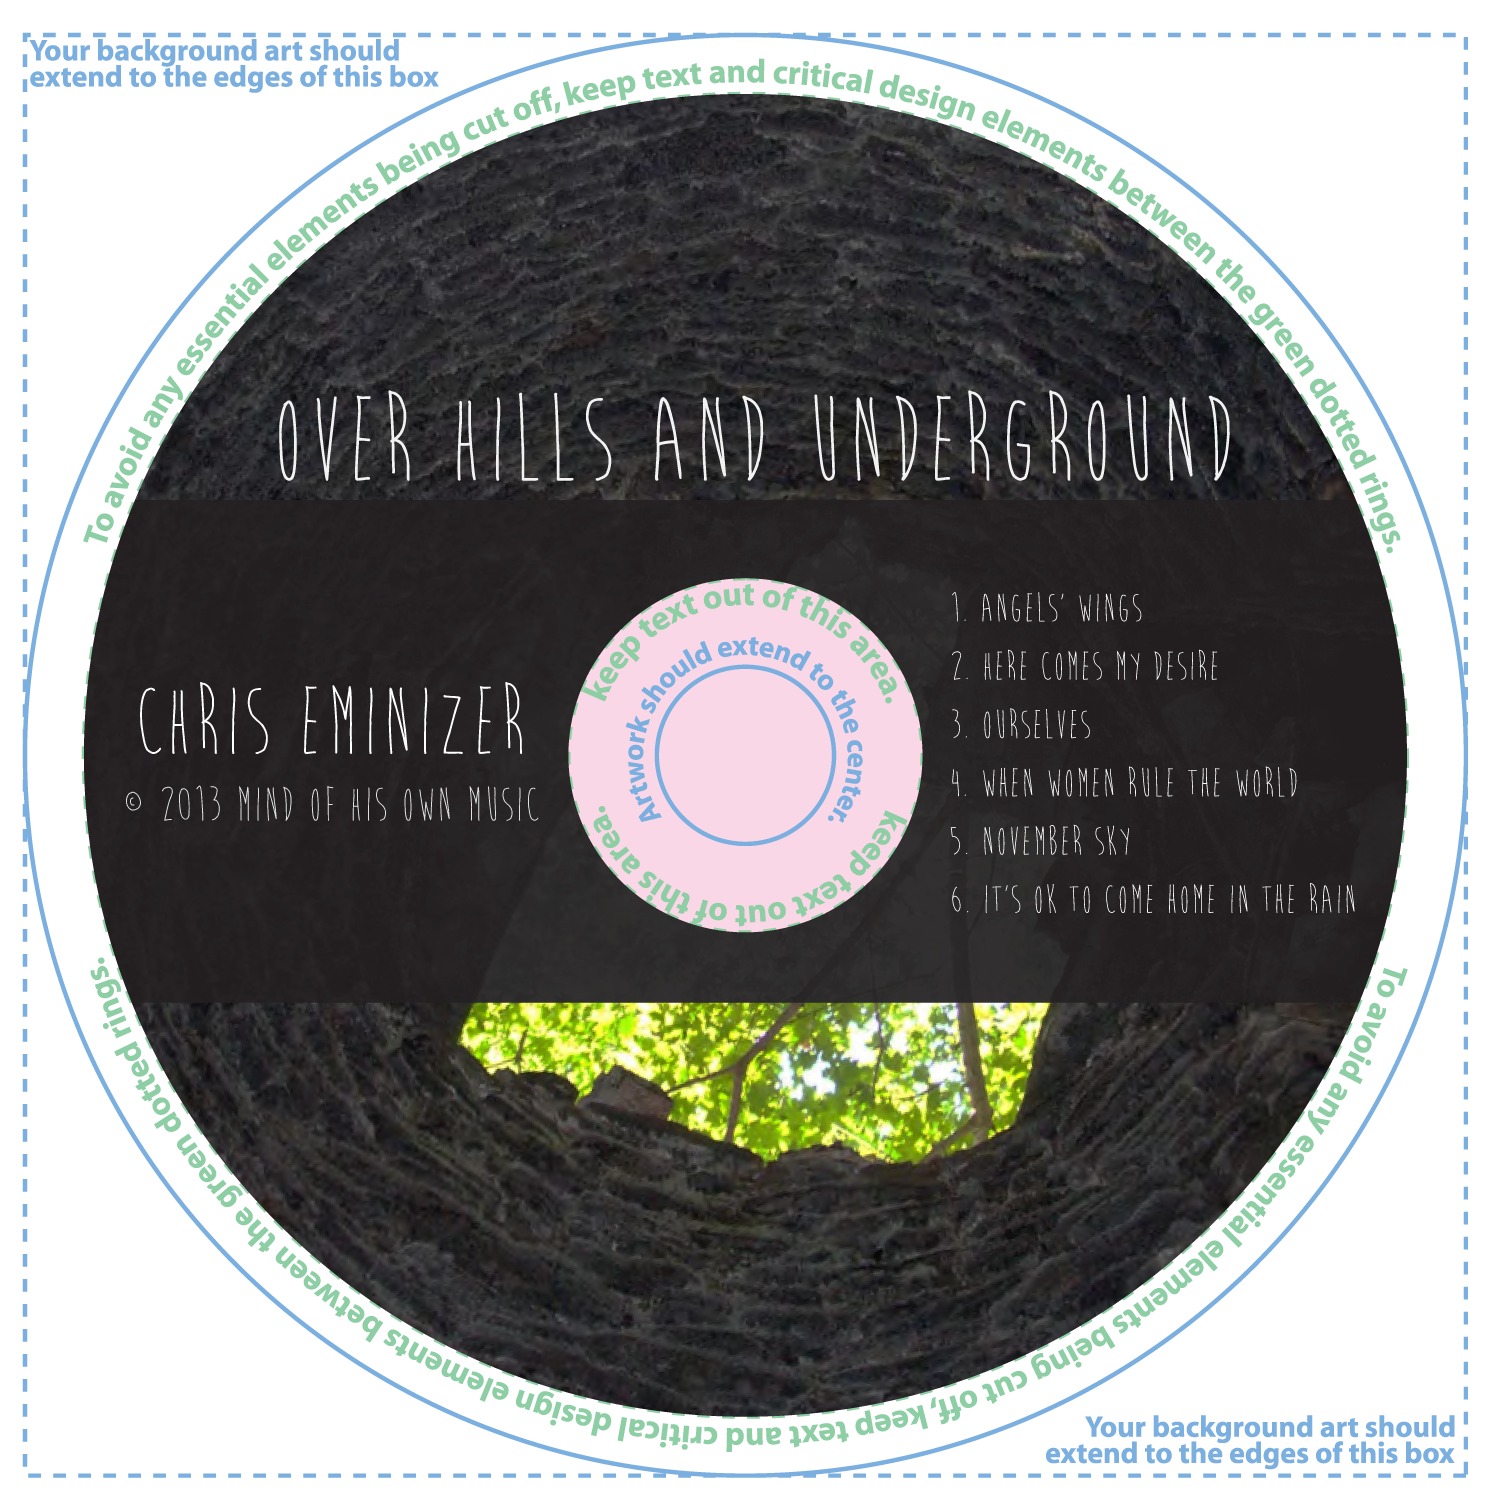 Your background art should
extend to the edges of this box
To avoid any essential elements being cut off, keep text and critical design elements between the green dotted rings.
OVER HILLS AND UNDERGROUND
CHRIS EMINIZER
© 2013 MIND OF HIS OWN MUSIC
keep text out of this area.
Artwork should extend to the center.
keep text out of this area.
1. ANGELS' WINGS
2. HERE COMES MY DESIRE
3. OURSELVES
4. WHEN WOMEN RULE THE WORLD
5. NOVEMBER SKY
6. IT'S OK TO COME HOME IN THE RAIN
To avoid any essential elements being cut off, keep text and critical design elements between the green dotted rings.
Your background art should
extend to the edges of this box